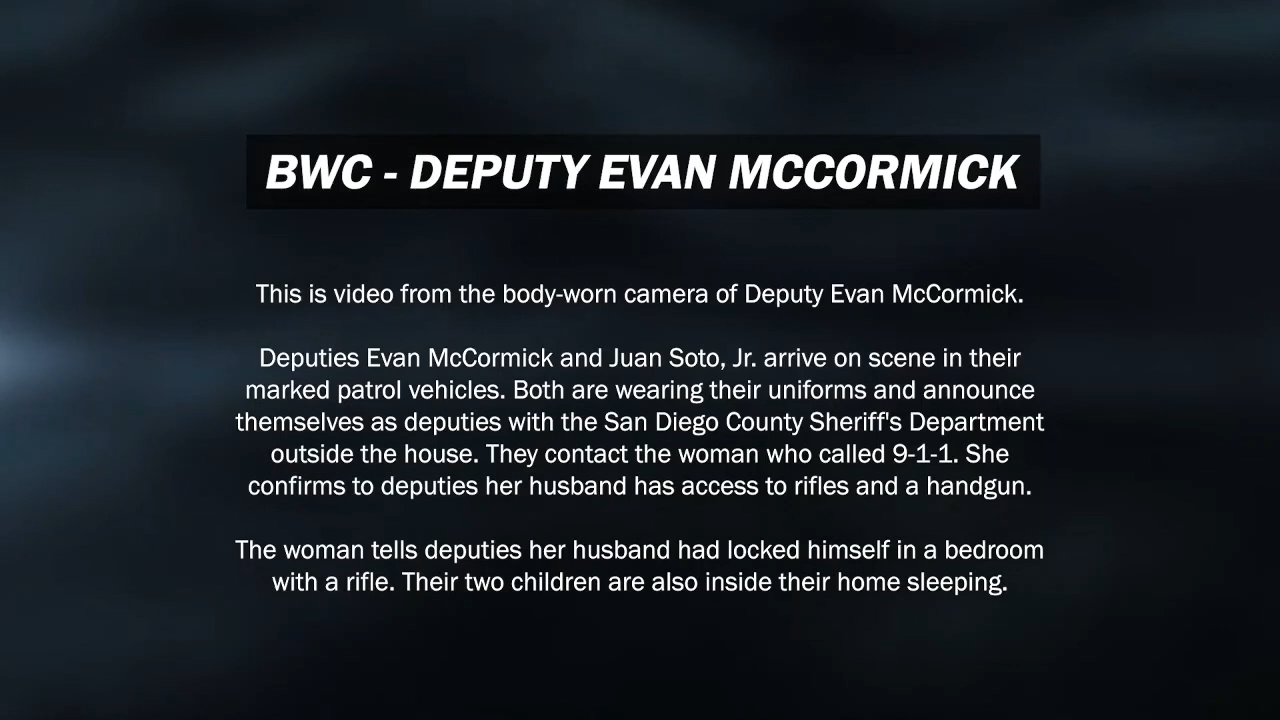 BWC - DEPUTY EVAN MCCORMICK
This is video from the body-worn camera of Deputy Evan McCormick.
Deputies Evan McCormick and Juan Soto, Jr. arrive on scene in their
marked patrol vehicles. Both are wearing their uniforms and announce
themselves as deputies with the San Diego County Sheriff's Department
outside the house. They contact the woman who called 9-1-1. She
confirms to deputies her husband has access to rifles and a handgun.
The woman tells deputies her husband had locked himself in a bedroom
with a rifle. Their two children are also inside their home sleeping.